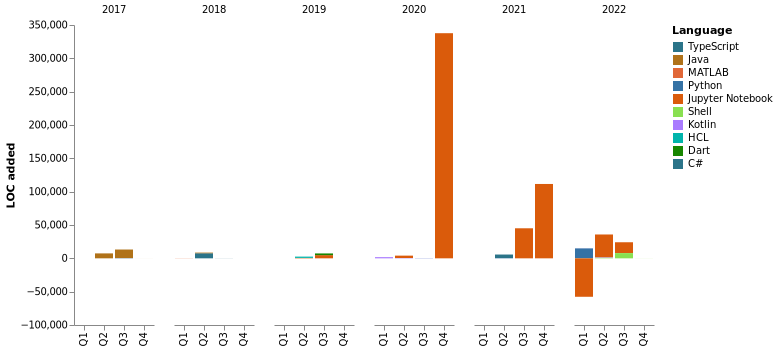 2017 2018 2019 2020 2021 2022
350,000
300,000
250,000
200,000
150,000
100,000
50,000
0
−50,000
−100,000
LOC added
Q1 Q2 Q3 Q4 Q1 Q2 Q3 Q4 Q1 Q2 Q3 Q4 Q1 Q2 Q3 Q4 Q1 Q2 Q3 Q4 Q1 Q2 Q3 Q4
Language
TypeScript
Java
MATLAB
Python
Jupyter Notebook
Shell
Kotlin
HCL
Dart
C#